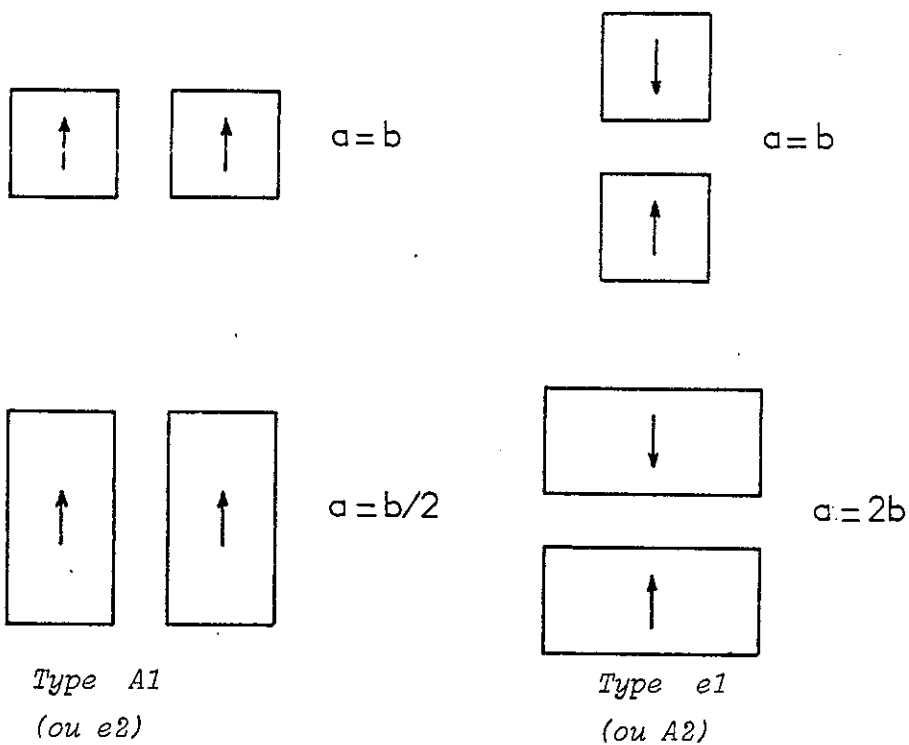 a=b
a=b
a=b/2
a=2b
Type A1
(ou e2)
Type e1
(ou A2)